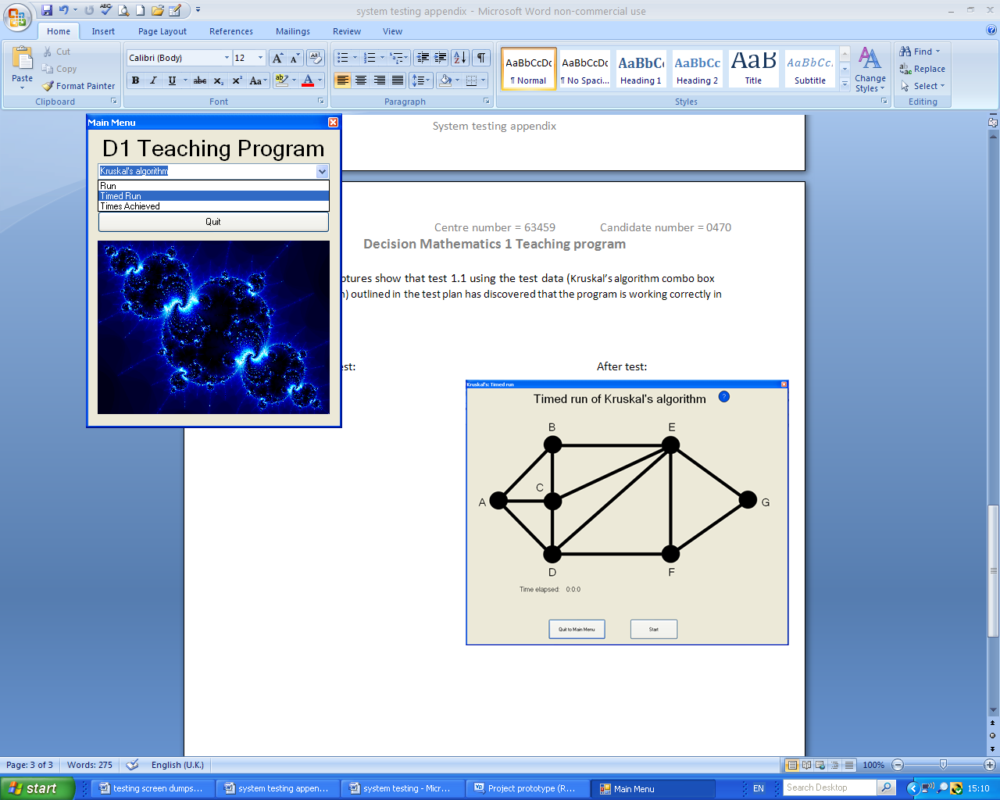 system testing appendix - Microsoft Word non-commercial use
Home Insert Page Layout References Mailings Review View
Paste
Cut
Copy
Format Painter
Clipboard
Calibri (Body) 12
Font
Paragraph
AaBbCcDc AaBbCcDc AaBbC AaBbCc AaB AaBbCc.
¶ Normal ¶ No Spaci... Heading 1 Heading 2 Title Subtitle
Change Styles
Styles
Find
Replace
Select
Editing
Main Menu
D1 Teaching Program
Kruskal's algorithm
Run
Timed Run
Times Achieved
Quit
System testing appendix
Centre number = 63459 Candidate number = 0470
Decision Mathematics 1 Teaching program
ptures show that test 1.1 using the test data (Kruskal's algorithm combo box
) outlined in the test plan has discovered that the program is working correctly in
est: After test:
Kruskal's: Timed run
Timed run of Kruskal's algorithm ?
B E
C
A G
D F
Time elapsed: 0:0:0
Quit to Main Menu Start
Page: 3 of 3 Words: 275 English (U.K.) 100%
start testing screen dumps... system testing appen... system testing - Micr... Project prototype (R... Main Menu EN Search Desktop 15:10